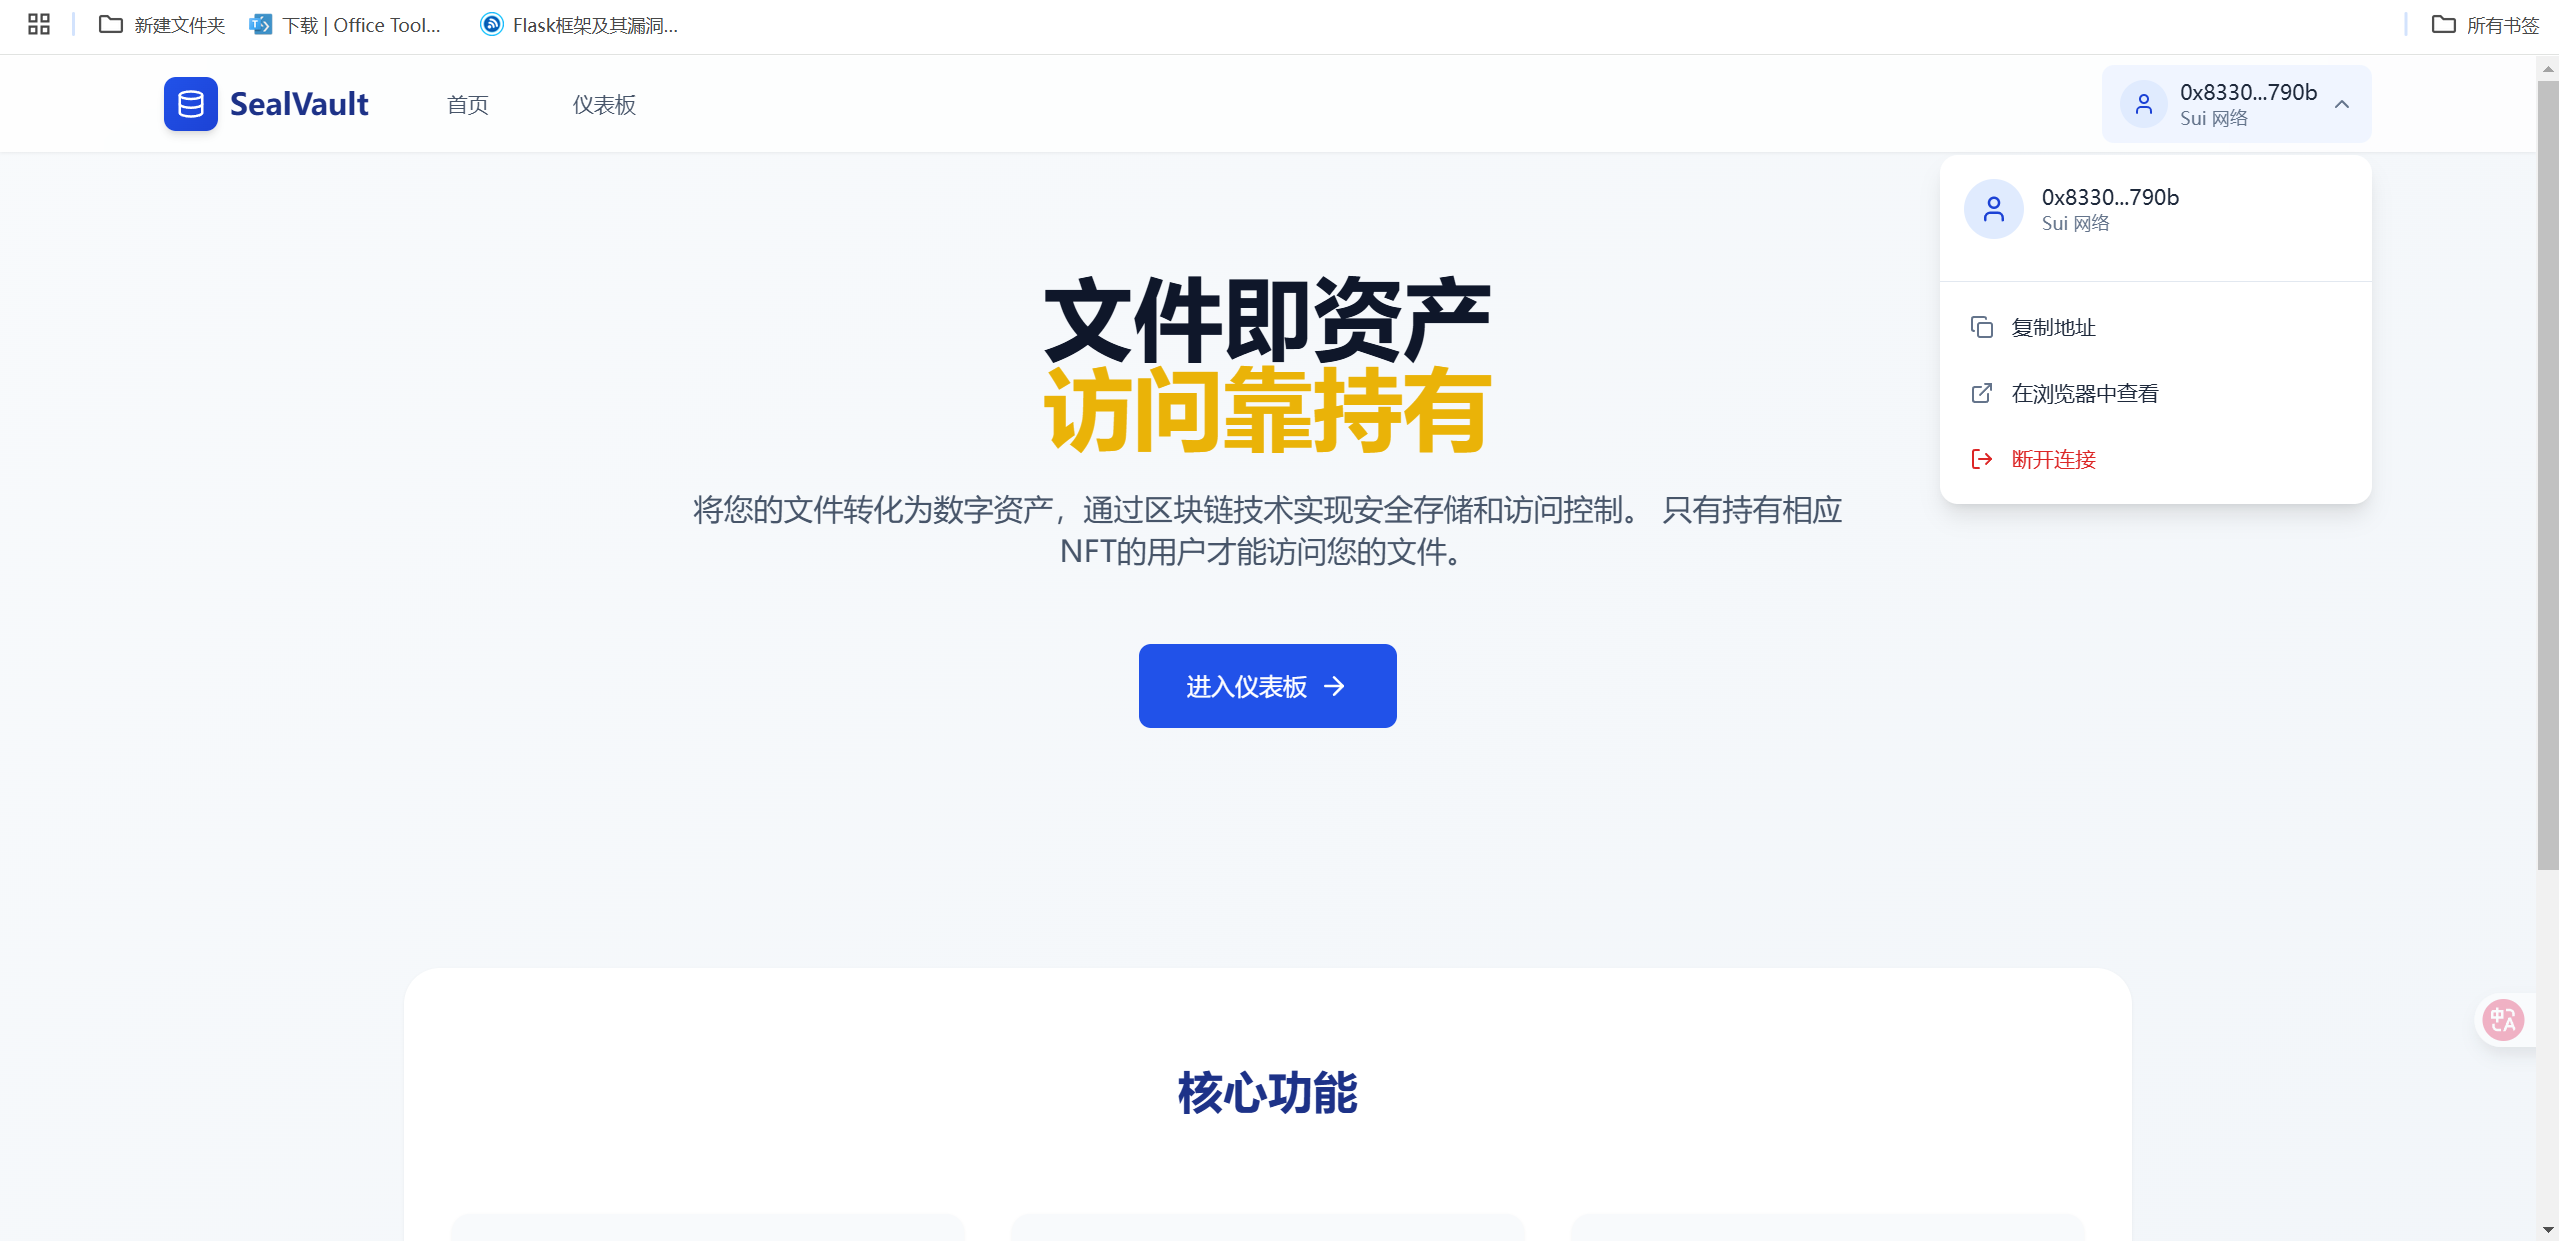 新建文件夹
下载 | Office Tool...
Flask框架及其漏洞...
所有书签
SealVault
首页
仪表板
0x8330...790b
Sui 网络
0x8330...790b
Sui 网络
复制地址
在浏览器中查看
断开连接
文件即资产
访问靠持有
将您的文件转化为数字资产，通过区块链技术实现安全存储和访问控制。 只有持有相应
NFT的用户才能访问您的文件。
进入仪表板
核心功能